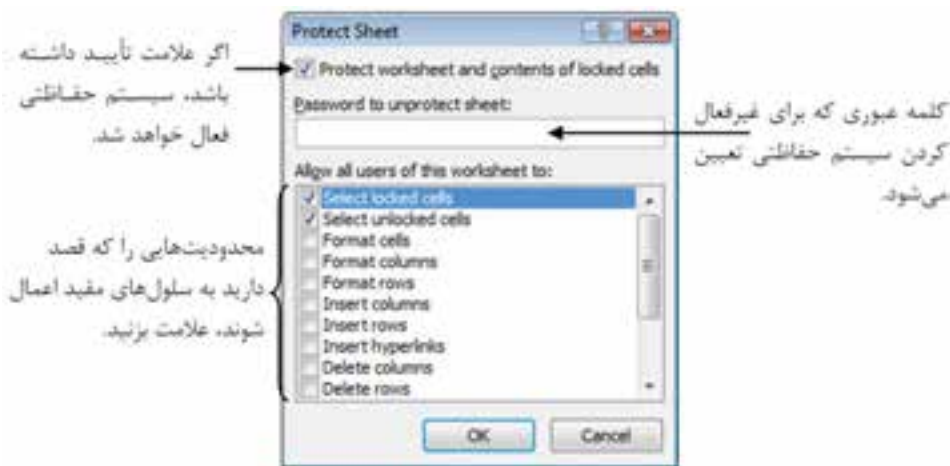 Protect Sheet
Protect worksheet and contents of locked cells
Password to unprotect sheet:
Allow all users of this worksheet to:
Select locked cells
Select unlocked cells
Format cells
Format columns
Format rows
Insert columns
Insert rows
Insert hyperlinks
Delete columns
Delete rows
OK
Cancel
اگر علامت تأیید داشته
باشد، سیستم حفاظتی
فعال خواهد شد.
کلمه عبوری که برای غیرفعال
کردن سیستم حفاظتی تعیین
می‌شود.
محدودیت‌هایی را که قصد
دارید به سلول‌های مقید اعمال
شوند، علامت بزنید.